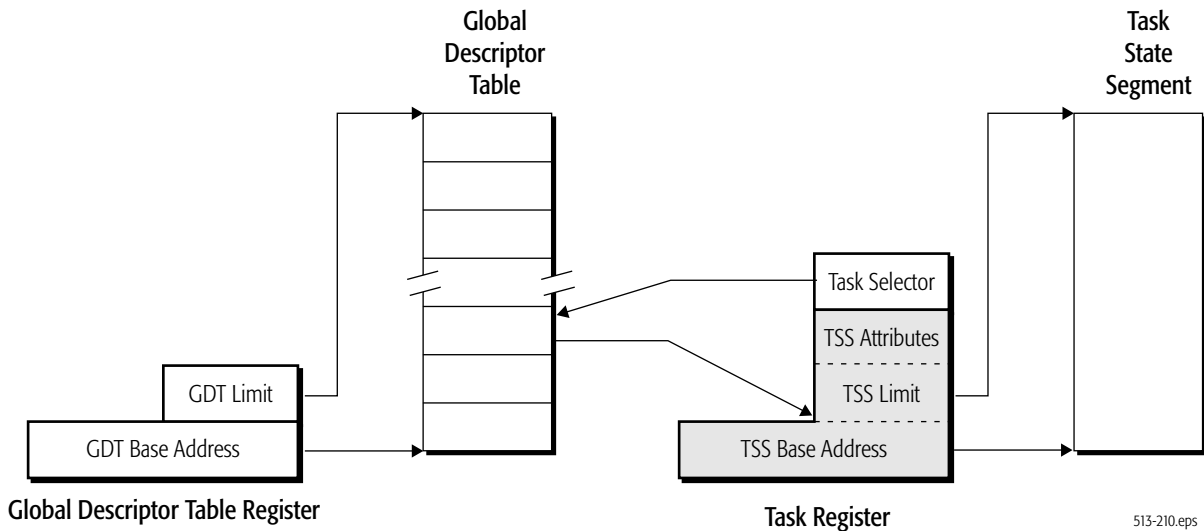 Global
Descriptor
Table
Task
State
Segment
Task Selector
TSS Attributes
GDT Limit
TSS Limit
GDT Base Address
TSS Base Address
Global Descriptor Table Register
Task Register
513-210.eps